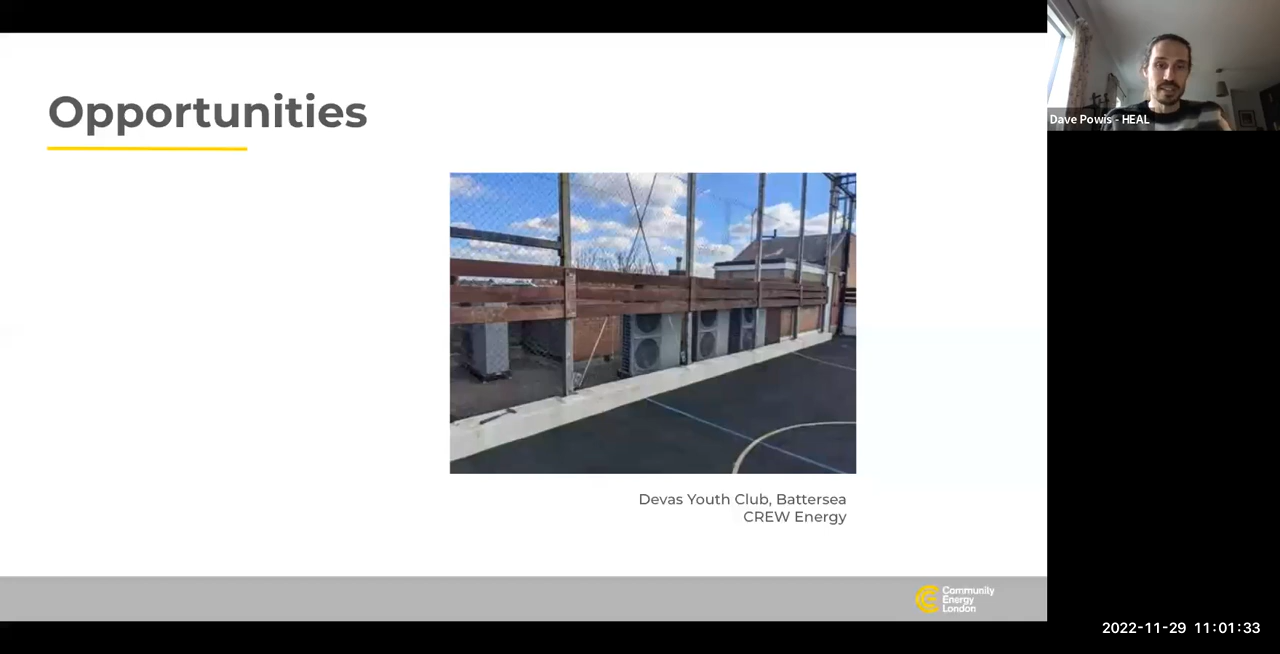 Opportunities
Dave Powis - HEAL
Devas Youth Club, Battersea
CREW Energy
Community
Energy
London
2022-11-29 11:01:33